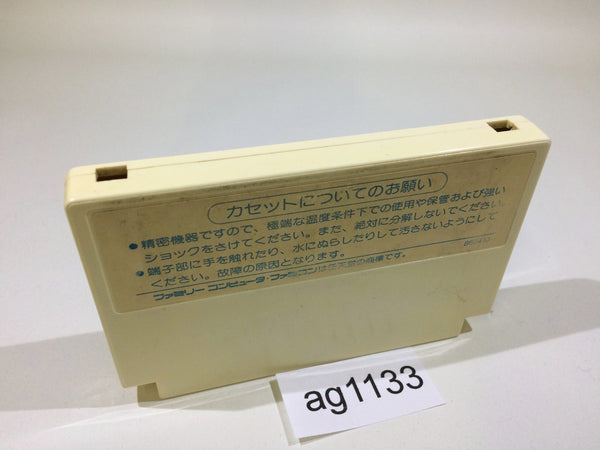 カセットについてのお願い
●精密機器ですので、極端な温度条件下での使用や保管および強い
ショックをさけてください。また、絶対に分解しないでください。
●端子部に手を触れたり、水にぬらしたりして汚さないようにして
ください。故障の原因となります。
ファミリー コンピュータ・ファミコンは任天堂の商標です。
ag1133